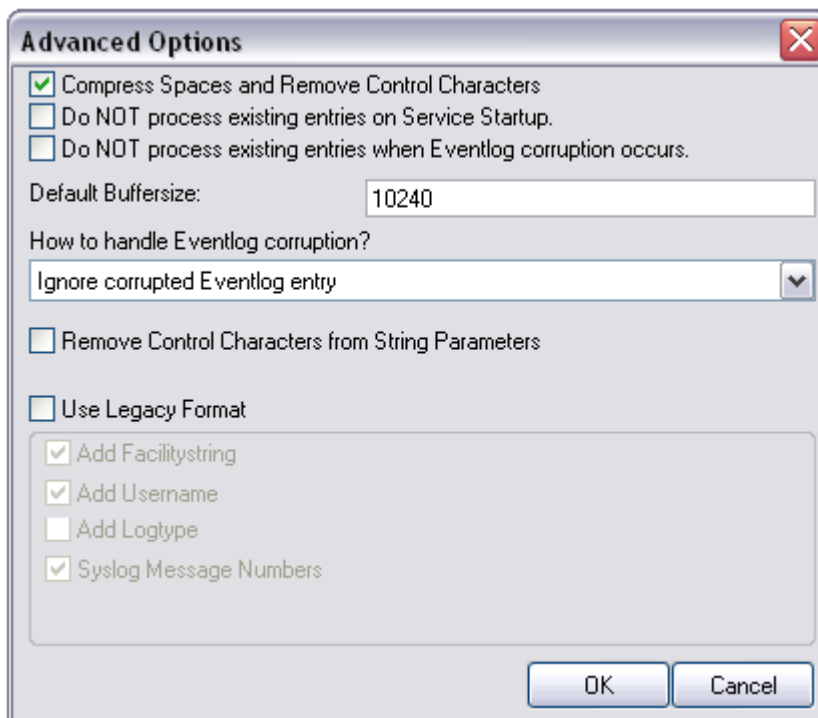 Advanced Options
Compress Spaces and Remove Control Characters
Do NOT process existing entries on Service Startup.
Do NOT process existing entries when Eventlog corruption occurs.
Default Buffersize: 10240
How to handle Eventlog corruption?
Ignore corrupted Eventlog entry
Remove Control Characters from String Parameters
Use Legacy Format
Add Facilitystring
Add Username
Add Logtype
Syslog Message Numbers
OK Cancel